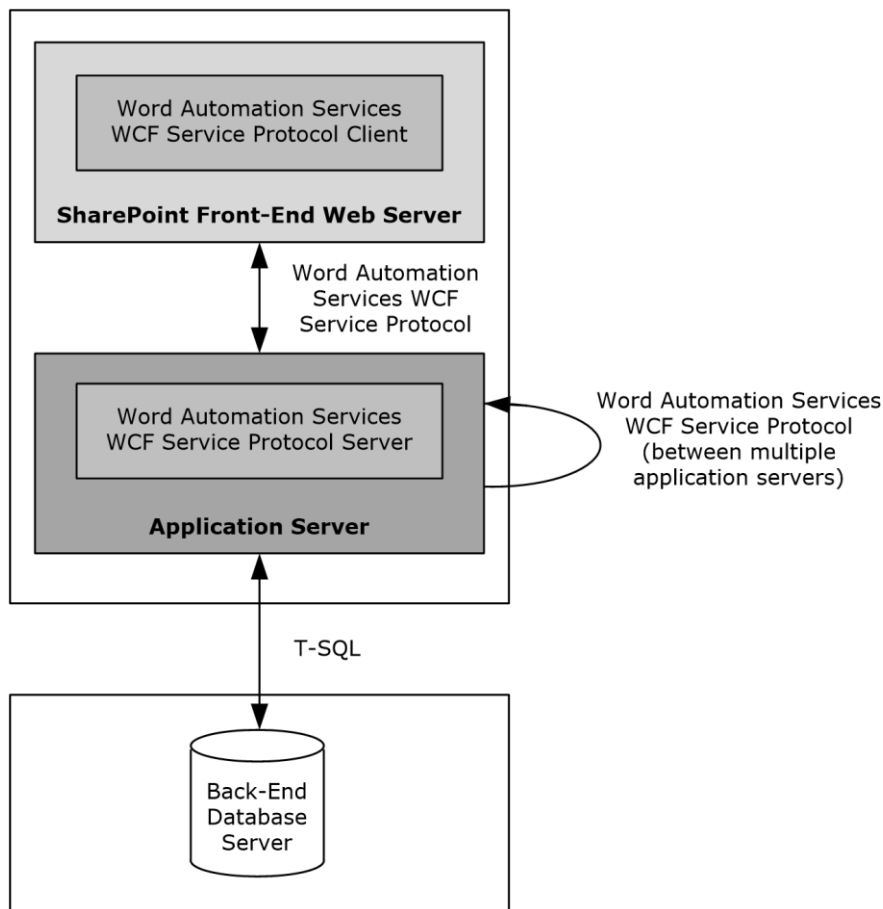 Word Automation Services
WCF Service Protocol Client
SharePoint Front-End Web Server
Word Automation
Services WCF
Service Protocol
Word Automation Services
WCF Service Protocol Server
Application Server
Word Automation Services
WCF Service Protocol
(between multiple
application servers)
T-SQL
Back-End
Database
Server